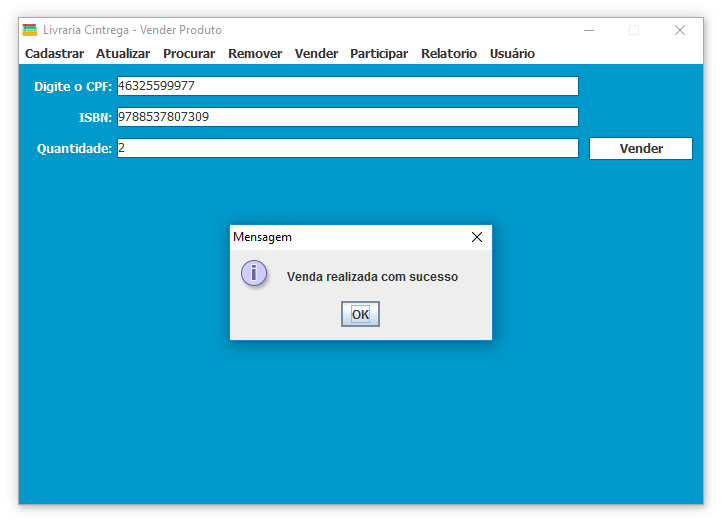 Livraria Cintrega - Vender Produto
Cadastrar Atualizar Procurar Remover Vender Participar Relatorio Usuário
Digite o CPF: 46325599977
ISBN: 9788537807309
Quantidade: 2 Vender
Mensagem
i
Venda realizada com sucesso
OK